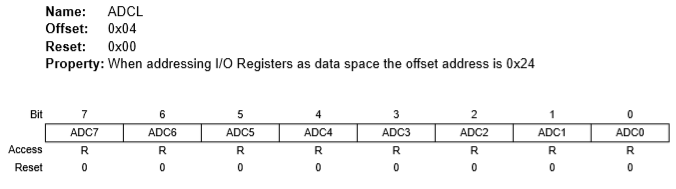 Name: ADCL
Offset: 0x04
Reset: 0x00
Property: When addressing I/O Registers as data space the offset address is 0x24
Bit 7 6 5 4 3 2 1 0
ADC7 ADC6 ADC5 ADC4 ADC3 ADC2 ADC1 ADC0
Access R R R R R R R R
Reset 0 0 0 0 0 0 0 0